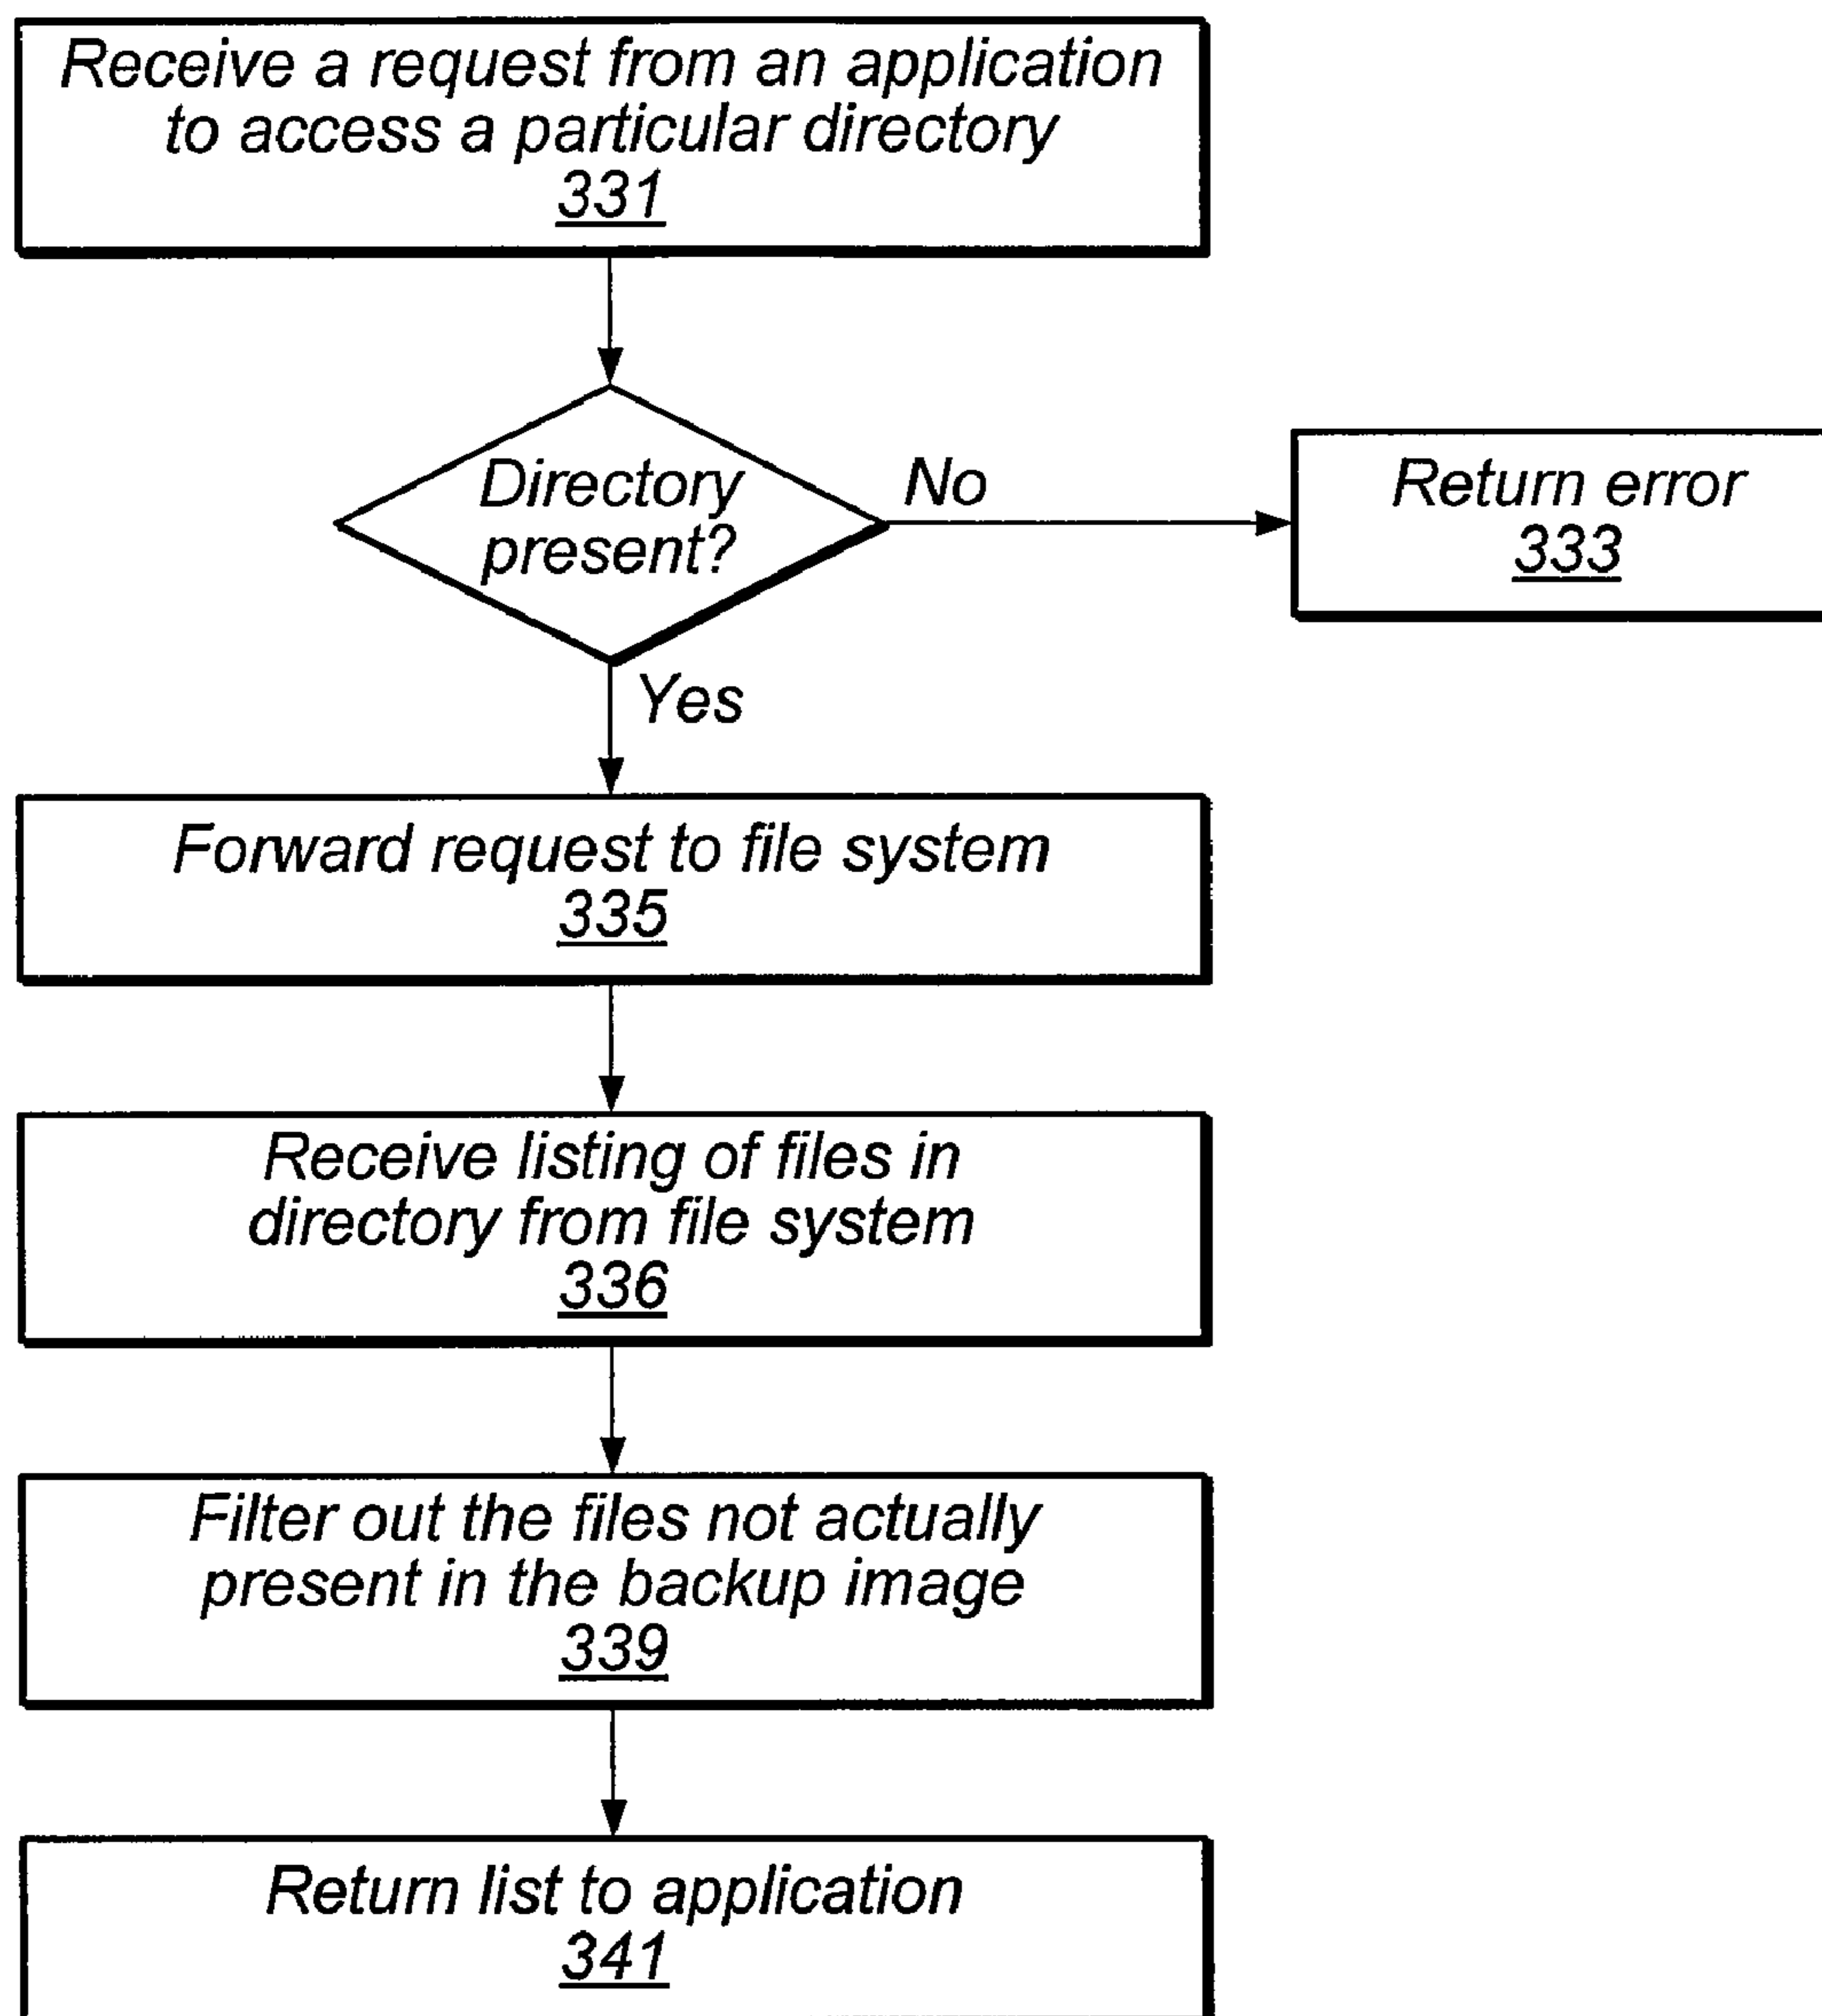 Receive a request from an application
to access a particular directory
331
Directory
present?
No
Return error
333
Yes
Forward request to file system
335
Receive listing of files in
directory from file system
336
Filter out the files not actually
present in the backup image
339
Return list to application
341